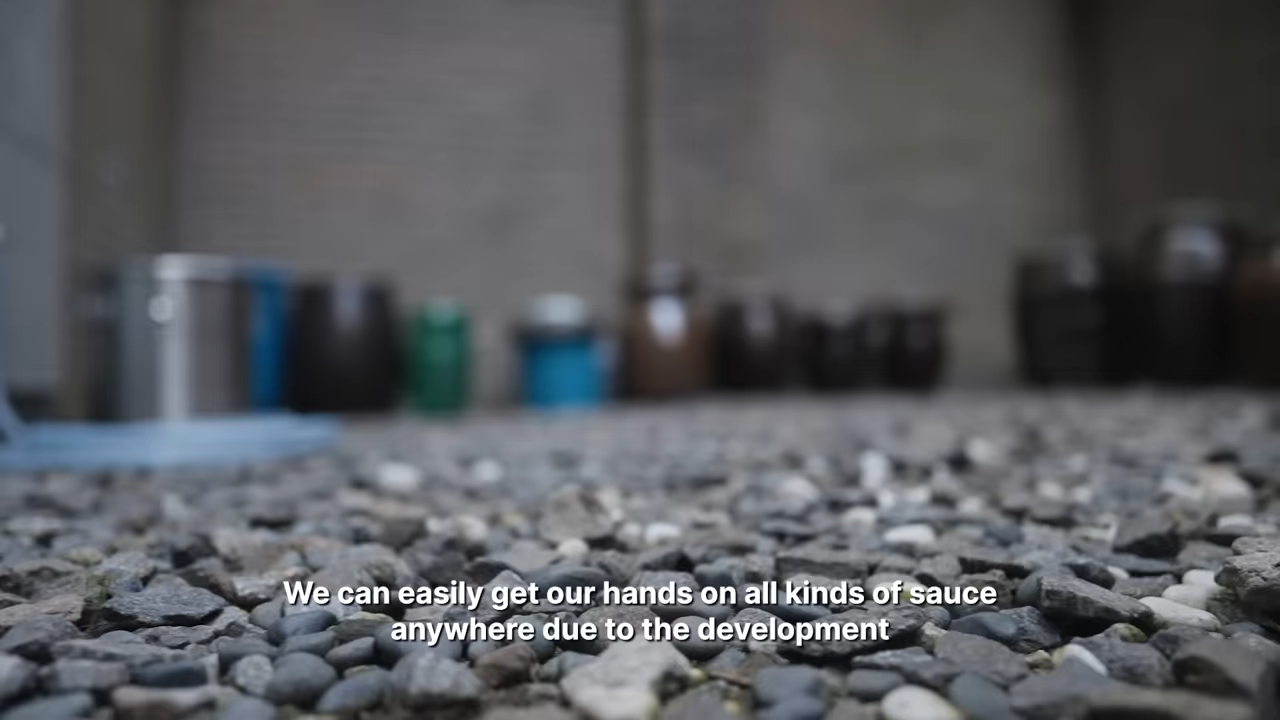 We can easily get our hands on all kinds of sauce
anywhere due to the development